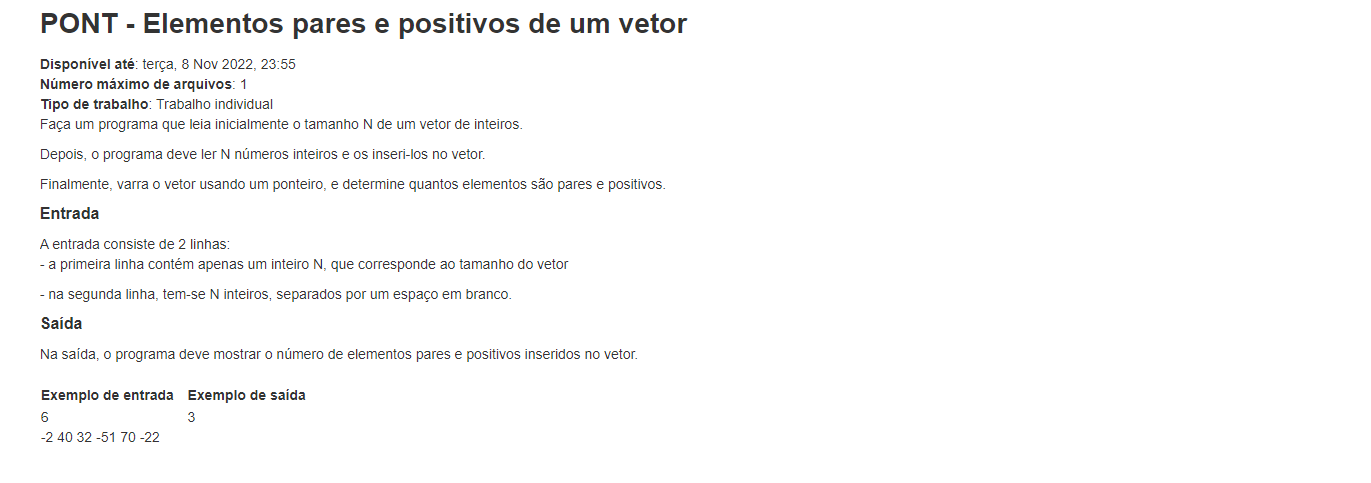 PONT - Elementos pares e positivos de um vetor
Disponível até: terça, 8 Nov 2022, 23:55
Número máximo de arquivos: 1
Tipo de trabalho: Trabalho individual
Faça um programa que leia inicialmente o tamanho N de um vetor de inteiros.
Depois, o programa deve ler N números inteiros e os inseri-los no vetor.
Finalmente, varra o vetor usando um ponteiro, e determine quantos elementos são pares e positivos.
Entrada
A entrada consiste de 2 linhas:
- a primeira linha contém apenas um inteiro N, que corresponde ao tamanho do vetor
- na segunda linha, tem-se N inteiros, separados por um espaço em branco.
Saída
Na saída, o programa deve mostrar o número de elementos pares e positivos inseridos no vetor.
Exemplo de entrada Exemplo de saída
6 3
-2 40 32 -51 70 -22